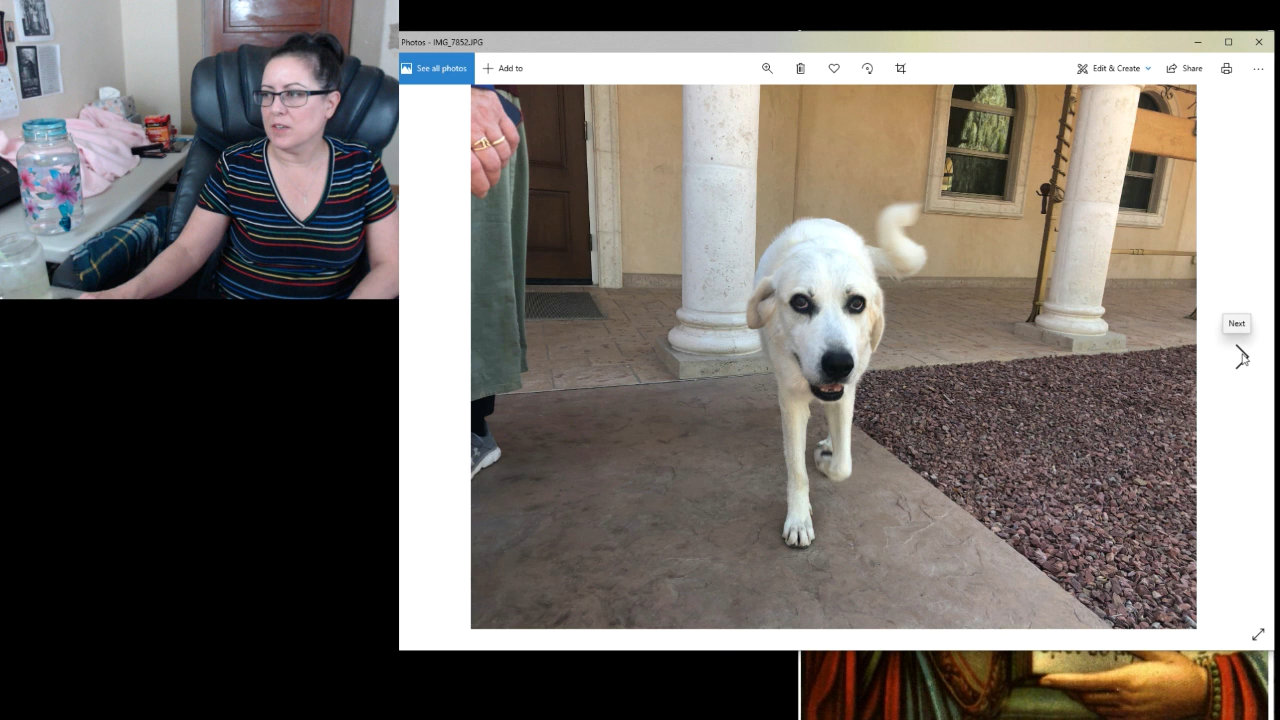 Photos - IMG_7852.JPG
See all photos
Add to
Edit & Create
Share
Next